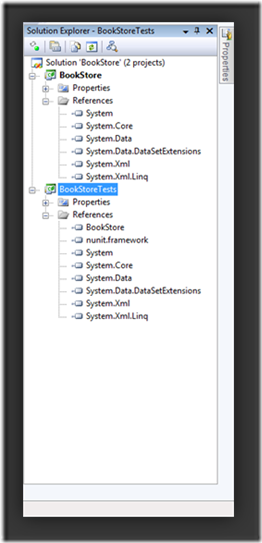 Solution Explorer - BookStoreTests
Properties
Solution 'BookStore' (2 projects)
BookStore
Properties
References
System
System.Core
System.Data
System.Data.DataSetExtensions
System.Xml
System.Xml.Linq
BookStoreTests
Properties
References
BookStore
nunit.framework
System
System.Core
System.Data
System.Data.DataSetExtensions
System.Xml
System.Xml.Linq